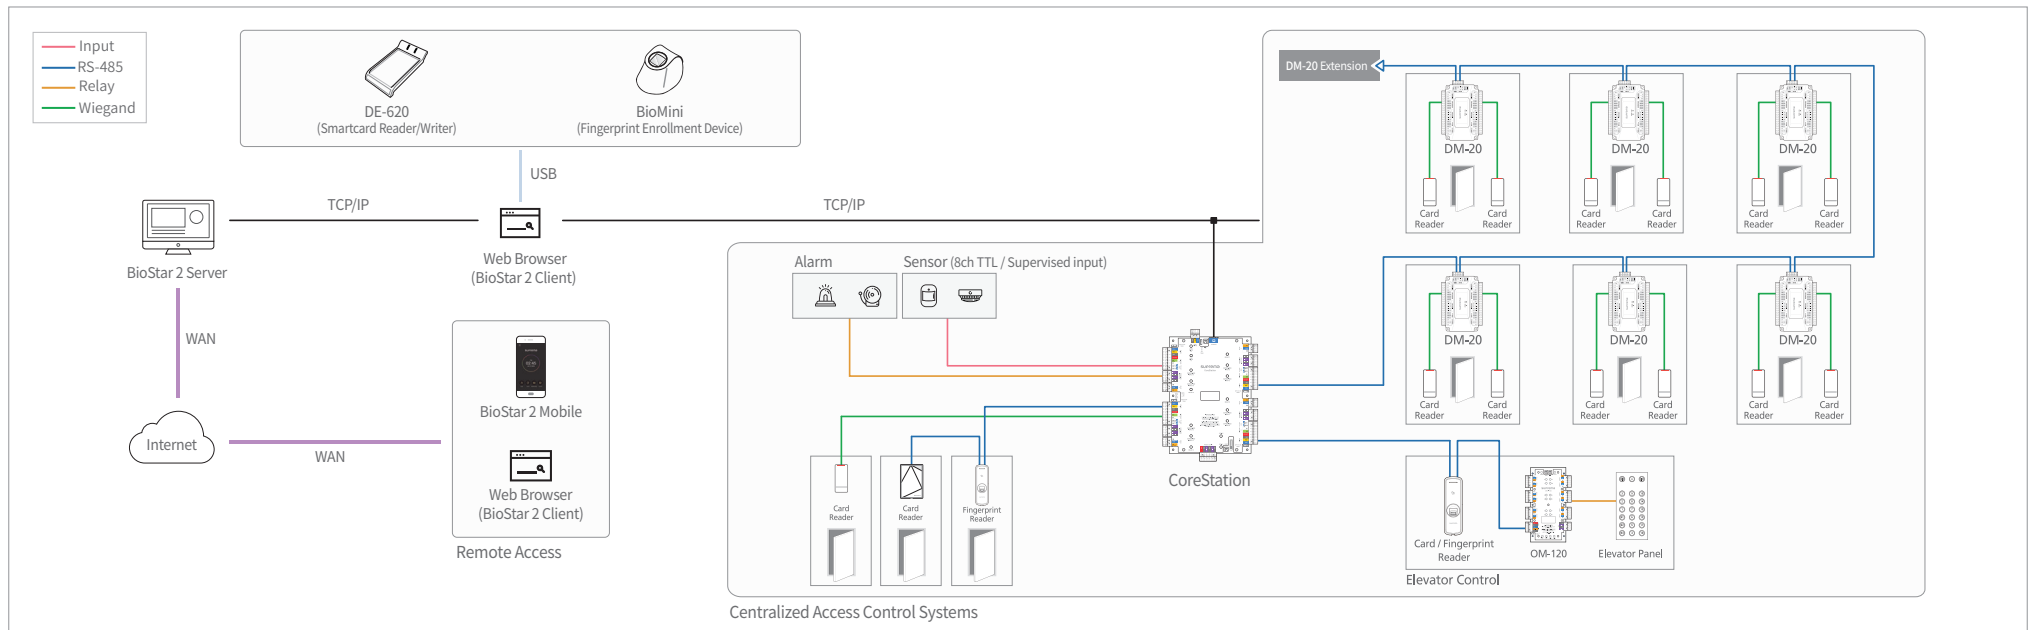 Input
RS-485
Relay
Wiegand
DE-620
(Smartcard Reader/Writer)
BioMini
(Fingerprint Enrollment Device)
USB
TCP/IP
TCP/IP
BioStar 2 Server
Web Browser
(BioStar 2 Client)
WAN
Internet
WAN
BioStar 2 Mobile
Web Browser
(BioStar 2 Client)
Remote Access
Alarm
Sensor (8ch TTL / Supervised input)
CoreStation
Card
Reader
Card
Reader
Fingerprint
Reader
Centralized Access Control Systems
DM-20 Extension
DM-20
Card
Reader
Card
Reader
DM-20
Card
Reader
Card
Reader
DM-20
Card
Reader
Card
Reader
DM-20
Card
Reader
Card
Reader
DM-20
Card
Reader
Card
Reader
DM-20
Card
Reader
Card
Reader
Card / Fingerprint
Reader
OM-120
Elevator Panel
Elevator Control